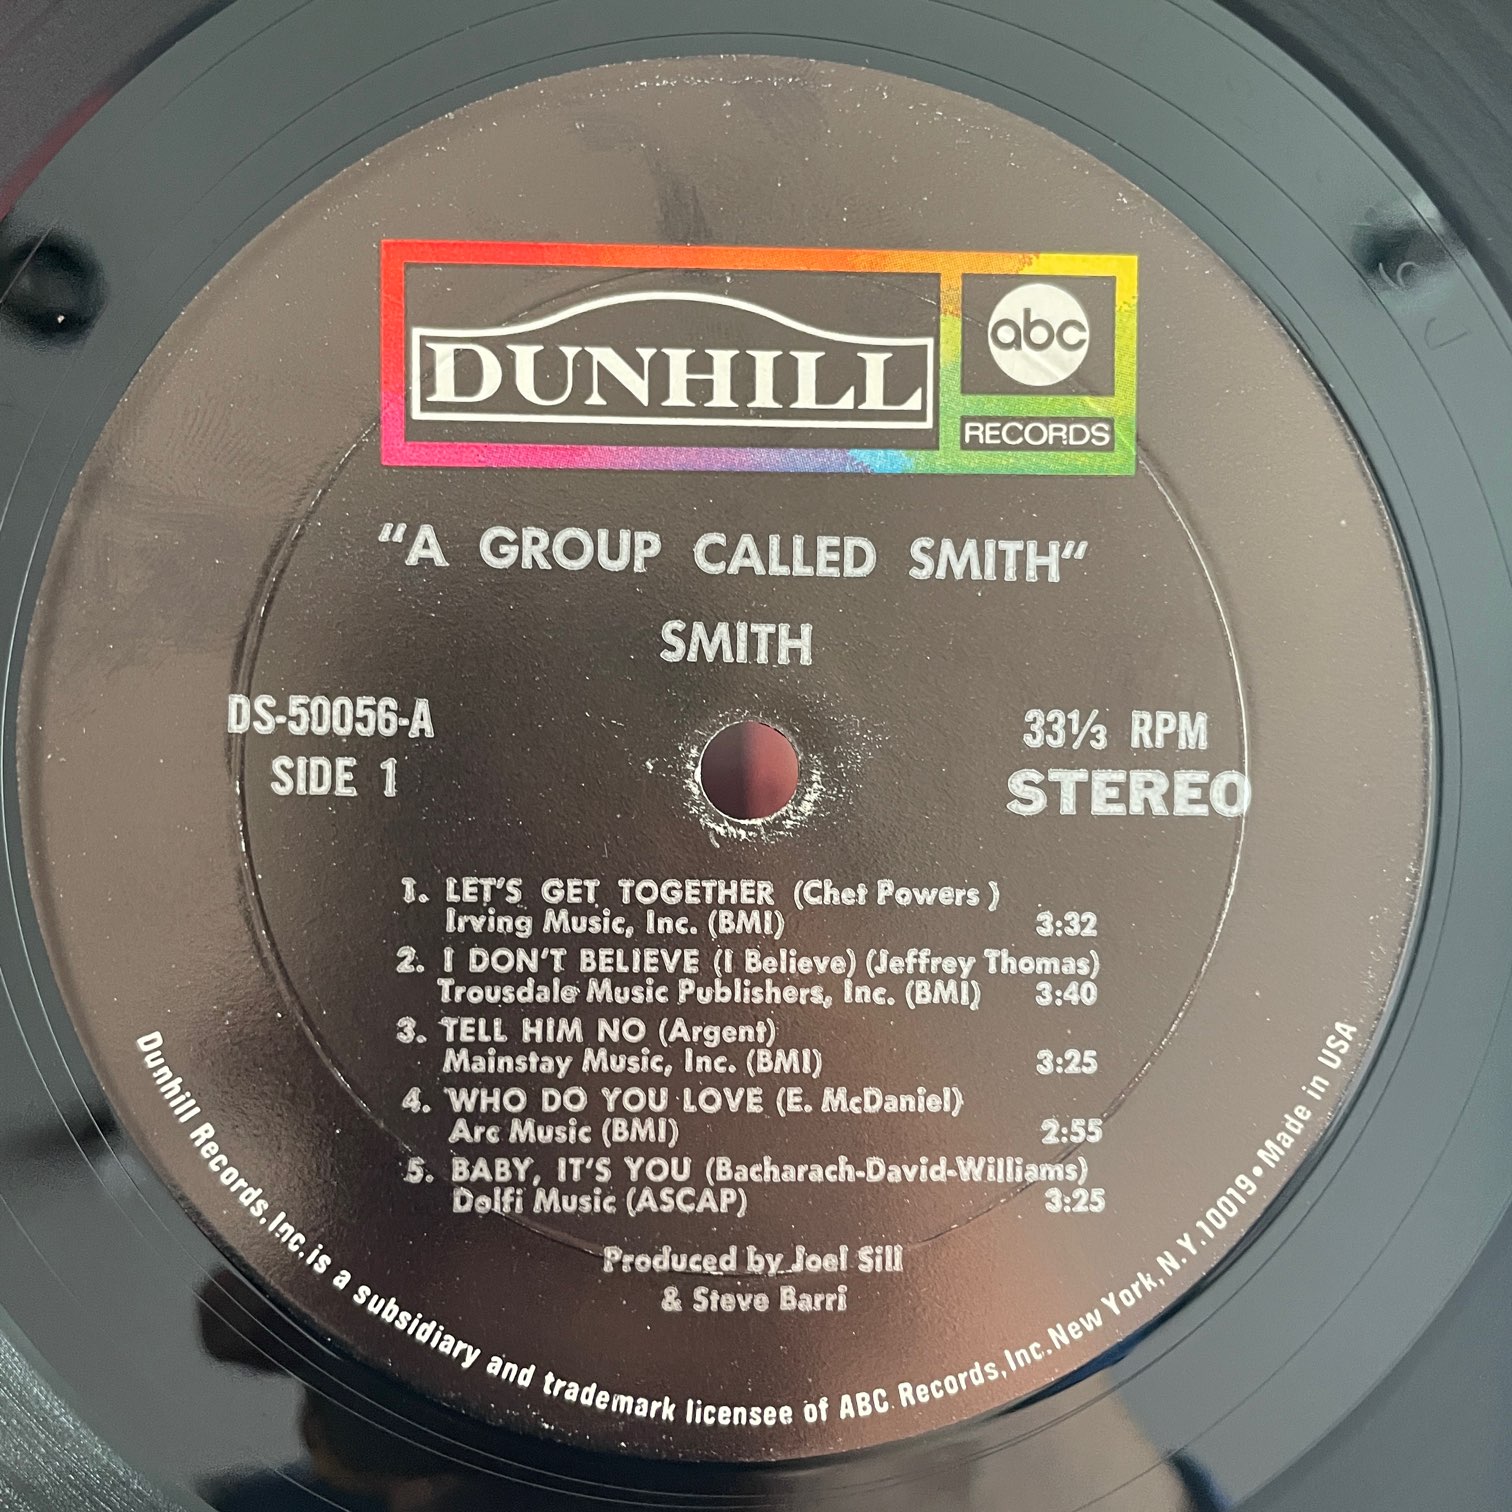 DUNHILL
abc
RECORDS
"A GROUP CALLED SMITH"
SMITH
DS-50056-A
SIDE 1
33⅓ RPM
STEREO
1. LET'S GET TOGETHER (Chet Powers )
Irving Music, Inc. (BMI) 3:32
2. I DON'T BELIEVE (I Believe) (Jeffrey Thomas)
Trousdale Music Publishers, Inc. (BMI) 3:40
3. TELL HIM NO (Argent)
Mainstay Music, Inc. (BMI) 3:25
4. WHO DO YOU LOVE (E. McDaniel)
Arc Music (BMI) 2:55
5. BABY, IT'S YOU (Bacharach-David-Williams)
Dolfi Music (ASCAP) 3:25
Produced by Joel Sill
& Steve Barri
Dunhill Records, Inc. is a subsidiary and trademark licensee of ABC Records, Inc. New York, N.Y. 10019 • Made in USA